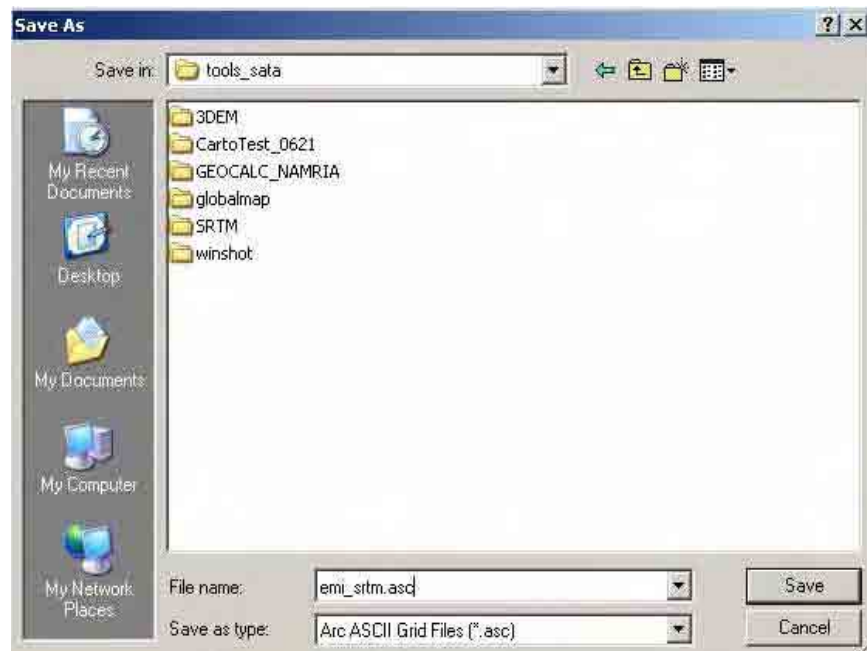 Save As
Save in:
tools_sata
My Recent
Documents
Desktop
My Documents
My Computer
My Network
Places
3DEM
CartoTest_0621
GEOCALC_NAMRIA
globalmap
SRTM
winshot
File name:
emi_srtm.asc
Save
Save as type:
Arc ASCII Grid Files (*.asc)
Cancel